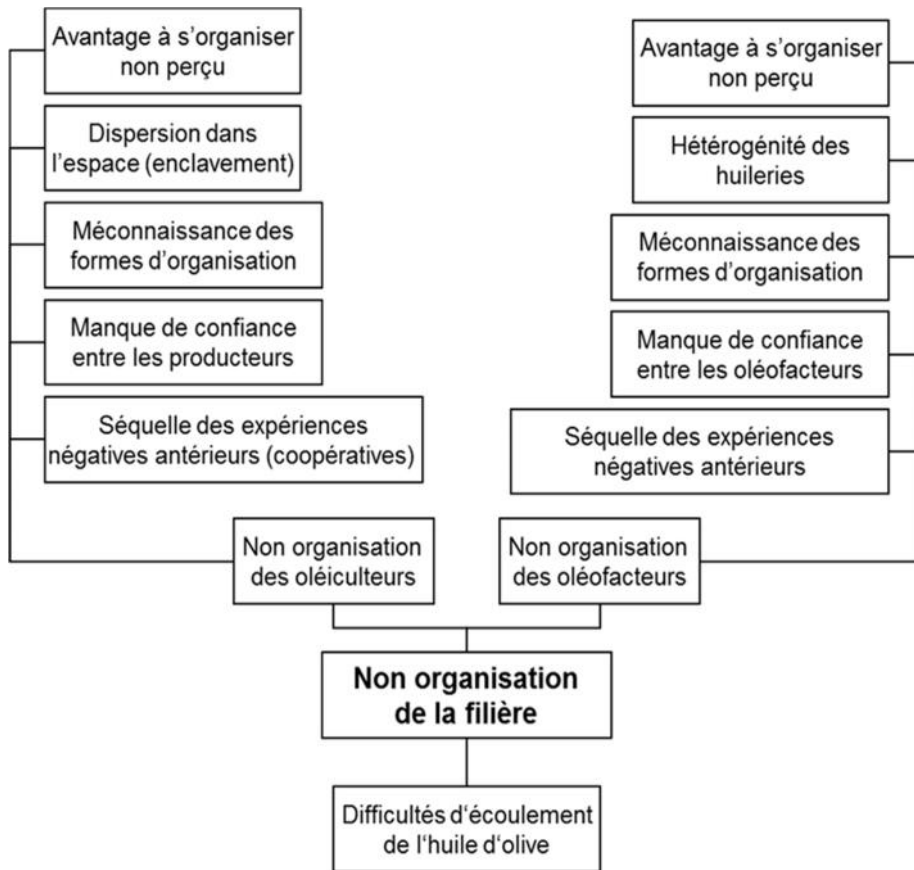 Avantage à s'organiser
non perçu
Dispersion dans
l'espace (enclavement)
Méconnaissance des
formes d'organisation
Manque de confiance
entre les producteurs
Séquelle des expériences
négatives antérieurs (coopératives)
Avantage à s'organiser
non perçu
Hétérogénité des
huileries
Méconnaissance des
formes d'organisation
Manque de confiance
entre les oléofacteurs
Séquelle des expériences
négatives antérieurs
Non organisation
des oléiculteurs
Non organisation
des oléofacteurs
Non organisation
de la filière
Difficultés d'écoulement
de l'huile d'olive